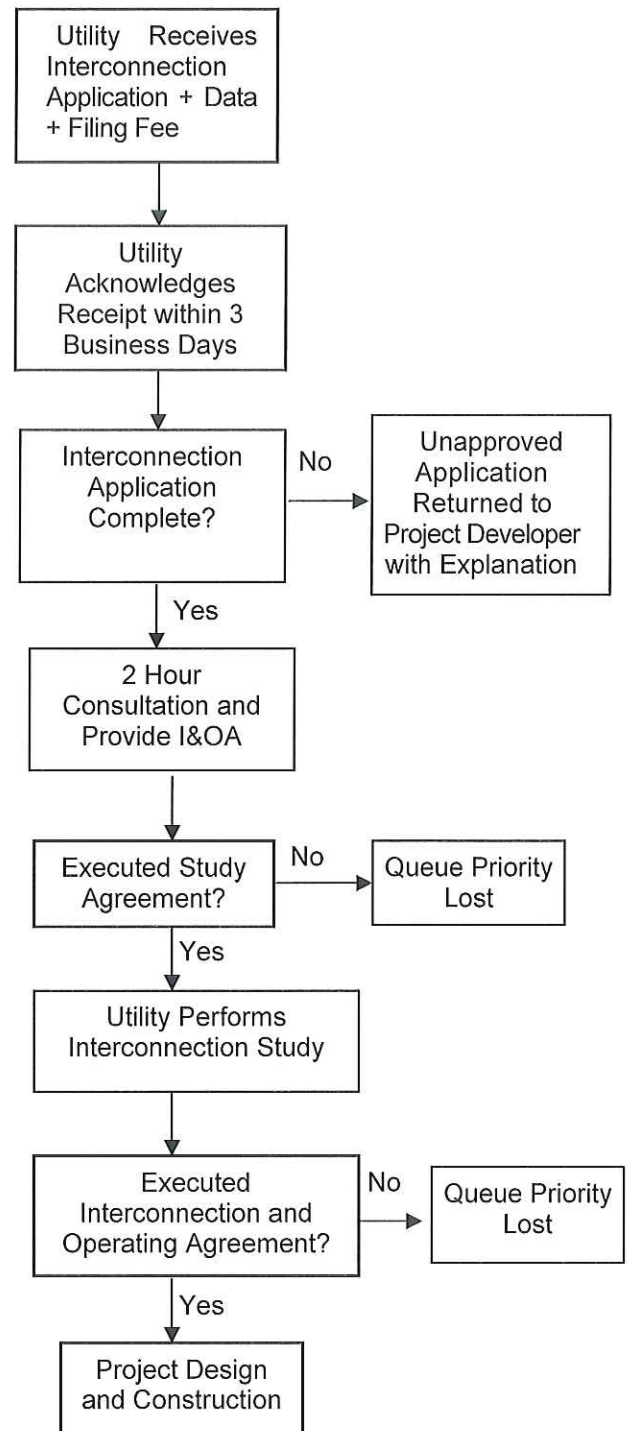 Utility Receives
Interconnection
Application + Data
+ Filing Fee
Utility
Acknowledges
Receipt within 3
Business Days
Interconnection
Application
Complete?
No
Unapproved
Application
Returned to
Project Developer
with Explanation
Yes
2 Hour
Consultation and
Provide I&OA
Executed Study
Agreement?
No
Queue Priority
Lost
Yes
Utility Performs
Interconnection Study
Executed
Interconnection and
Operating Agreement?
No
Queue Priority
Lost
Yes
Project Design
and Construction